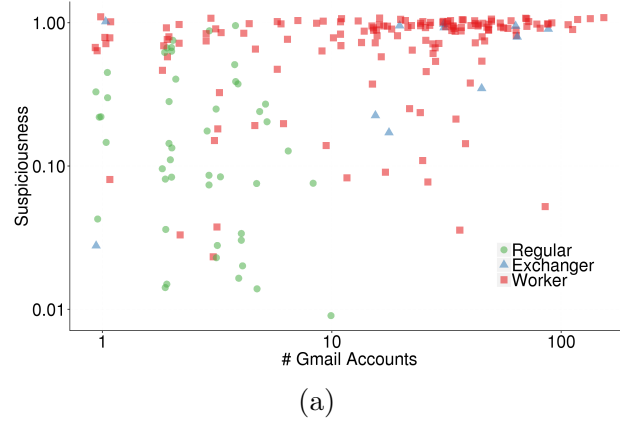 1.00
0.10
0.01
Suspiciousness
Regular
Exchanger
Worker
1
10
100
# Gmail Accounts
(a)